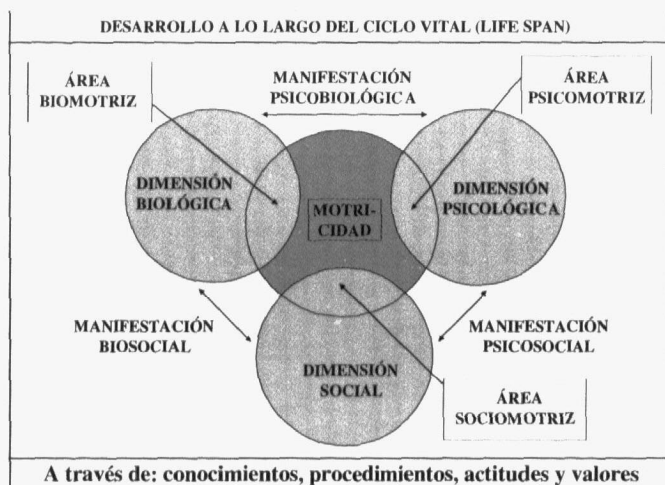 DESARROLLO A LO LARGO DEL CICLO VITAL (LIFE SPAN)
ÁREA
BIOMOTRIZ
MANIFESTACIÓN
PSICOBIOLÓGICA
ÁREA
PSICOMOTRIZ
DIMENSIÓN
BIOLÓGICA
MOTRI-
CIDAD
DIMENSIÓN
PSICOLÓGICA
MANIFESTACIÓN
BIOSOCIAL
MANIFESTACIÓN
PSICOSOCIAL
DIMENSIÓN
SOCIAL
ÁREA
SOCIOMOTRIZ
A través de: conocimientos, procedimientos, actitudes y valores